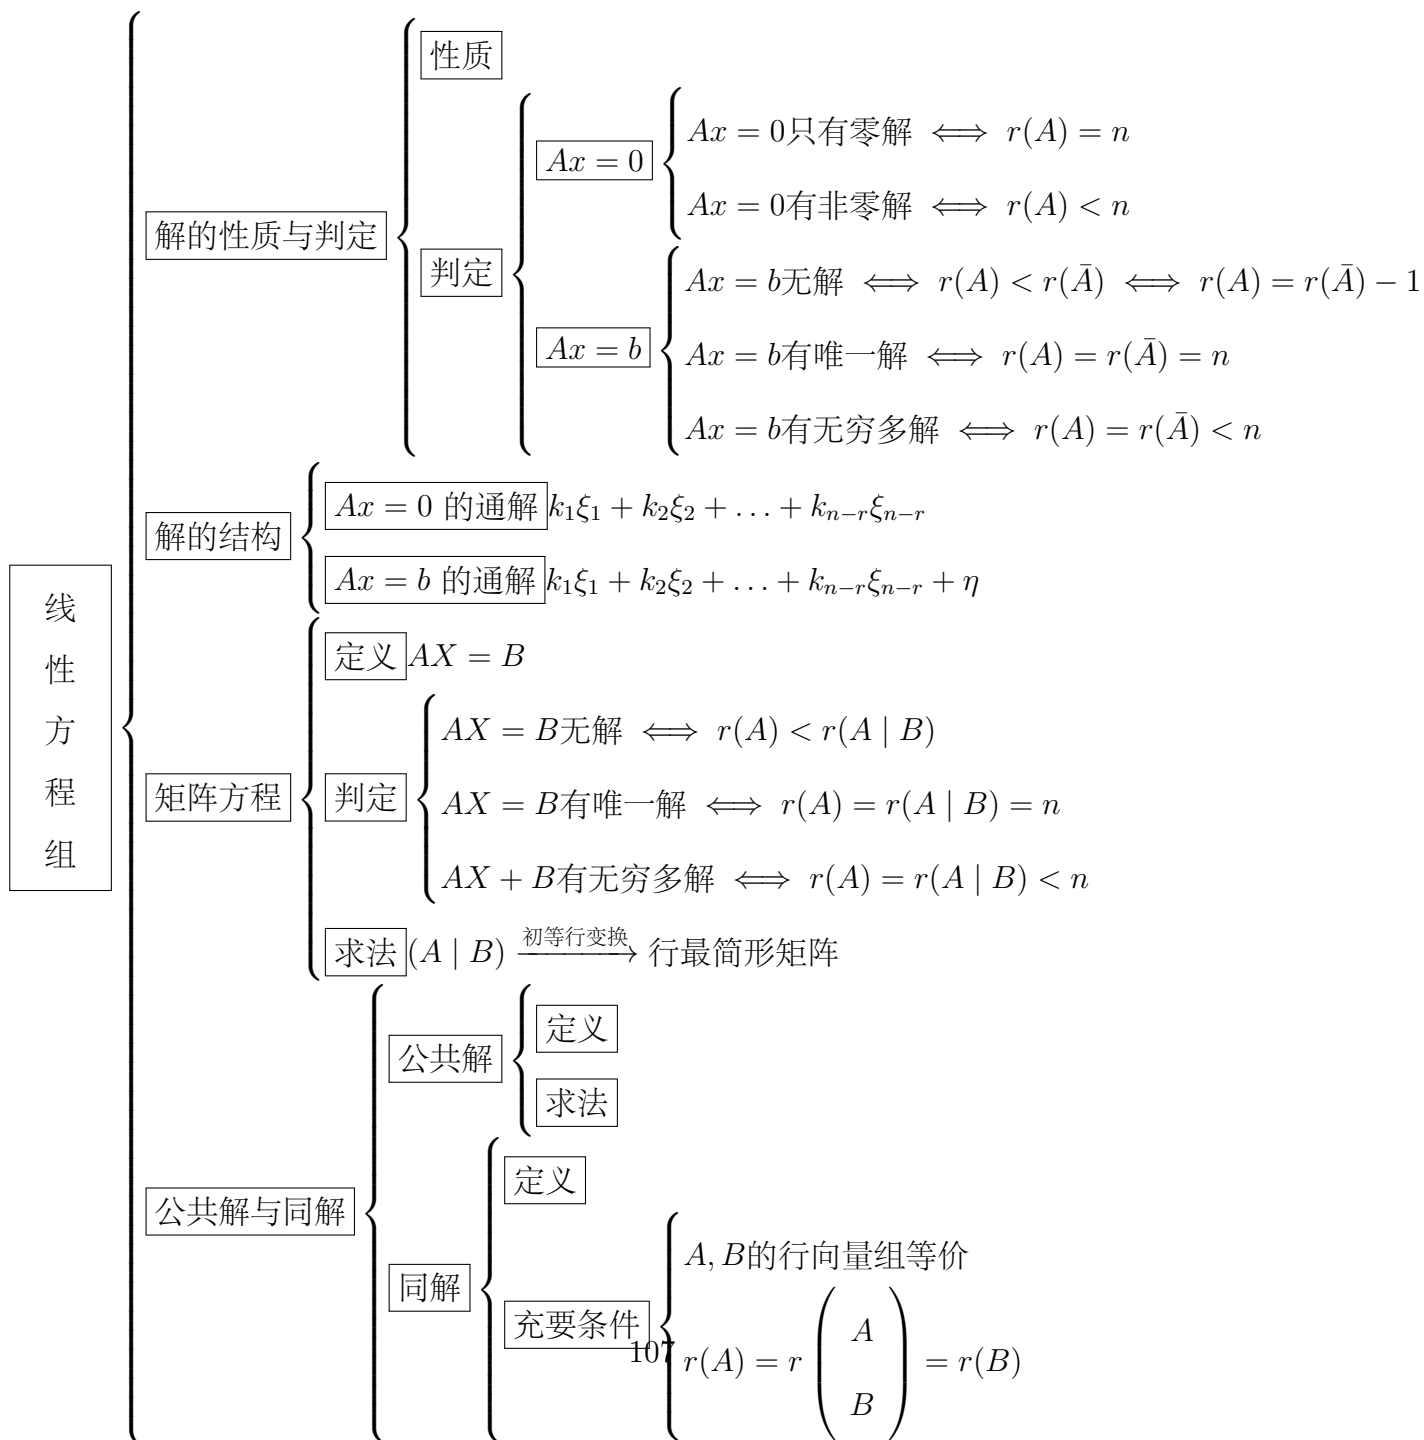 性质
Ax = 0只有零解 ⟺ r(A) = n
Ax = 0
Ax = 0有非零解 ⟺ r(A) < n
解的性质与判定
判定
Ax = b无解 ⟺ r(A) < r(Ā) ⟺ r(A) = r(Ā) − 1
Ax = b
Ax = b有唯一解 ⟺ r(A) = r(Ā) = n
Ax = b有无穷多解 ⟺ r(A) = r(Ā) < n
Ax = 0 的通解 k₁ξ₁ + k₂ξ₂ + … + kₙ₋ᵣξₙ₋ᵣ
解的结构
Ax = b 的通解 k₁ξ₁ + k₂ξ₂ + … + kₙ₋ᵣξₙ₋ᵣ + η
线
性
方
程
组
定义 AX = B
AX = B无解 ⟺ r(A) < r(A | B)
矩阵方程
判定
AX = B有唯一解 ⟺ r(A) = r(A | B) = n
AX + B有无穷多解 ⟺ r(A) = r(A | B) < n
初等行变换
求法 (A | B) ⟶ 行最简形矩阵
定义
公共解
求法
定义
公共解与同解
A, B的行向量组等价
同解
充要条件
107
r(A) = r ( A
B ) = r(B)